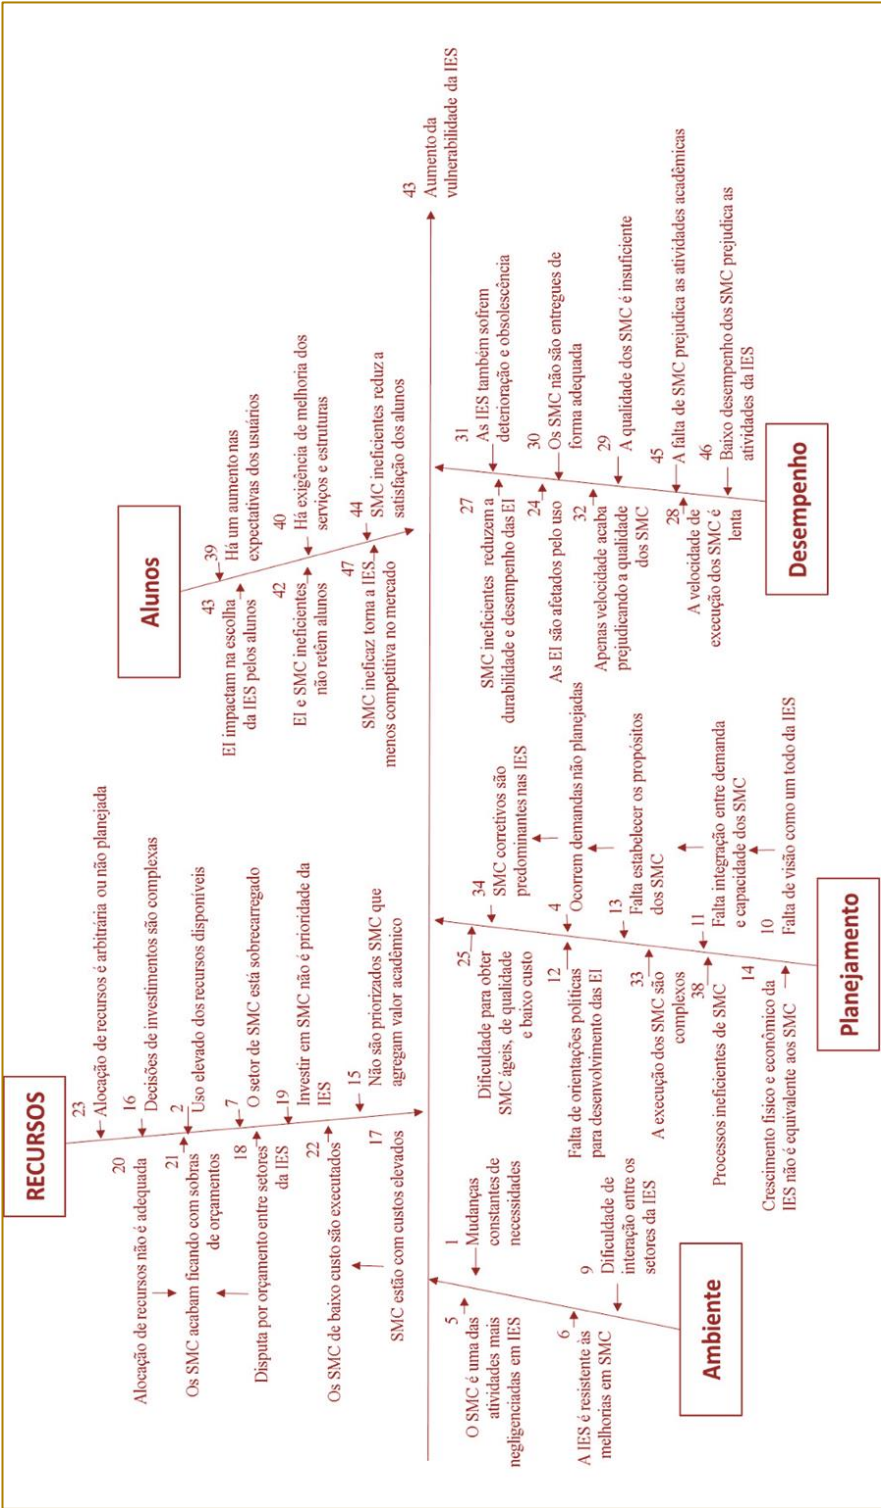 RECURSOS
23
Alocação de recursos é arbitrária ou não planejada
16
Decisões de investimentos são complexas
2
Uso elevado dos recursos disponíveis
7
O setor de SMC está sobrecarregado
19
Investir em SMC não é prioridade da
IES
15
Não são priorizados SMC que
agregam valor acadêmico
20
Alocação de recursos não é adequada
21
Os SMC acabam ficando com sobras
de orçamentos
18
Disputa por orçamento entre setores
da IES
22
Os SMC de baixo custo são executados
17
SMC estão com custos elevados
Alunos
39
Há um aumento nas
expectativas dos usuários
40
Há exigência de melhoria dos
serviços e estruturas
44
SMC ineficientes reduz a
satisfação dos alunos
43
EI impactam na escolha
da IES pelos alunos
42
EI e SMC ineficientes
não retêm alunos
47
SMC ineficaz torna a IES
menos competitiva no mercado
43
Aumento da
vulnerabilidade da IES
1
Mudanças
constantes de
necessidades
5
O SMC é uma das
atividades mais
negligenciadas em IES
9
Dificuldade de
interação entre os
setores da IES
6
A IES é resistente às
melhorias em SMC
Ambiente
34
SMC corretivos são
predominantes nas IES
25
Dificuldade para obter
SMC ágeis, de qualidade
e baixo custo
4
Ocorrem demandas não planejadas
12
Falta de orientações políticas
para desenvolvimento das EI
13
Falta estabelecer os propósitos
dos SMC
33
A execução dos SMC são
complexos
11
Falta integração entre demanda
e capacidade dos SMC
38
Processos ineficientes de SMC
10
Falta de visão como um todo da IES
14
Crescimento físico e econômico da
IES não é equivalente aos SMC
Planejamento
31
As IES também sofrem
deterioração e obsolescência
27
SMC ineficientes reduzem a
durabilidade e desempenho das EI
30
Os SMC não são entregues de
forma adequada
24
As EI são afetados pelo uso
29
A qualidade dos SMC é insuficiente
32
Apenas velocidade acaba
prejudicando a qualidade
dos SMC
45
A falta de SMC prejudica as atividades acadêmicas
28
A velocidade de
execução dos SMC é
lenta
46
Baixo desempenho dos SMC prejudica as
atividades da IES
Desempenho